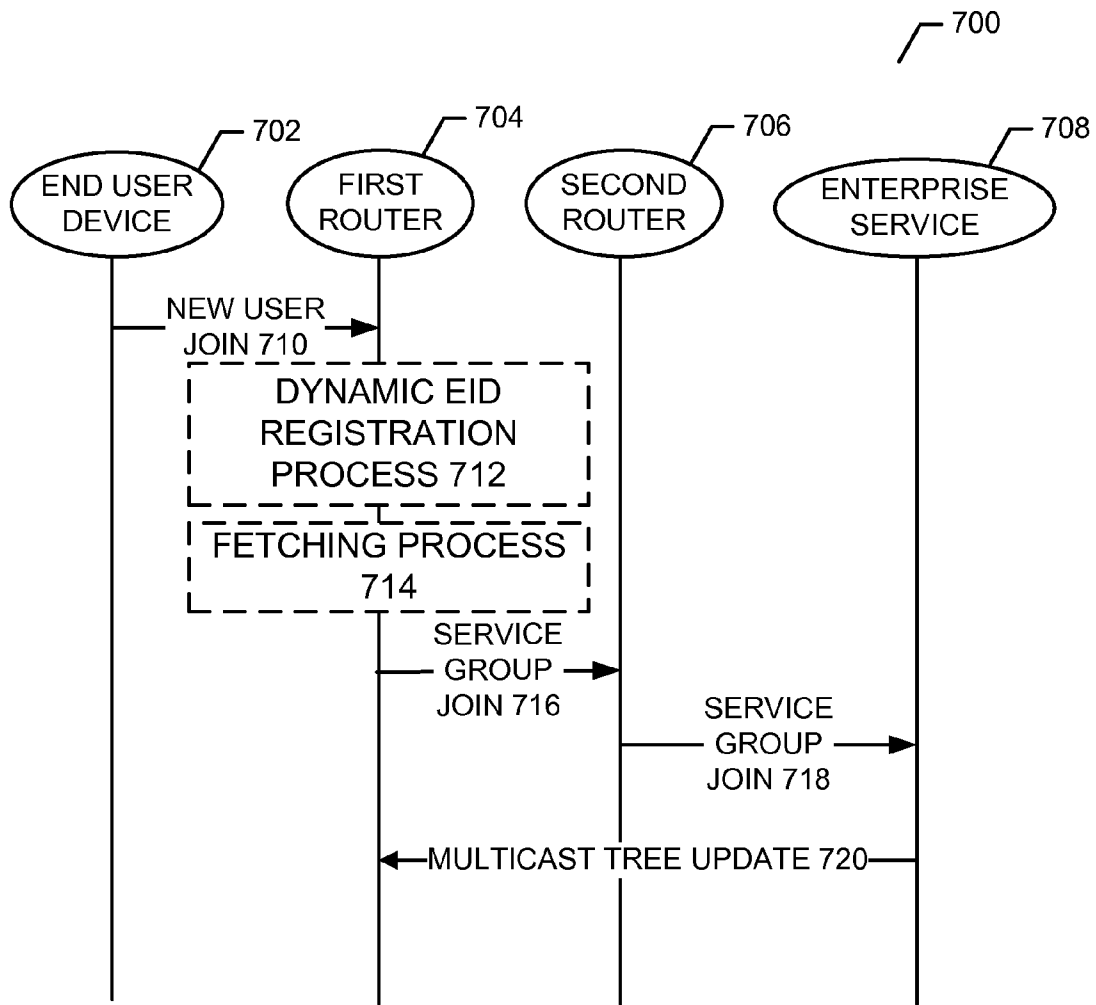 700
702
704
706
708
END USER
DEVICE
FIRST
ROUTER
SECOND
ROUTER
ENTERPRISE
SERVICE
NEW USER
JOIN 710
DYNAMIC EID
REGISTRATION
PROCESS 712
FETCHING PROCESS
714
SERVICE
GROUP
JOIN 716
SERVICE
GROUP
JOIN 718
MULTICAST TREE UPDATE 720